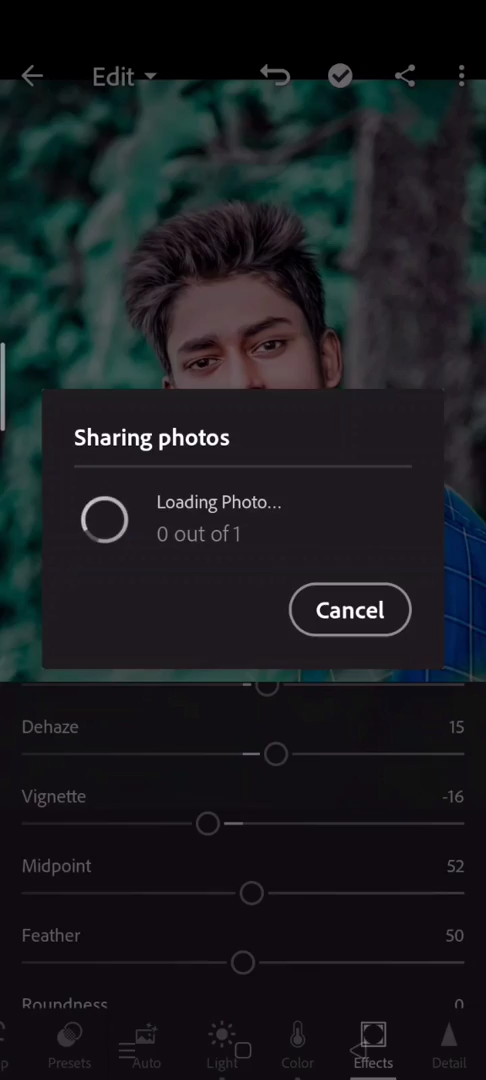 Edit
Sharing photos
Loading Photo...
0 out of 1
Cancel
Dehaze 15
Vignette -16
Midpoint 52
Feather 50
Roundness 0
p Presets Auto Light Color Effects Detail